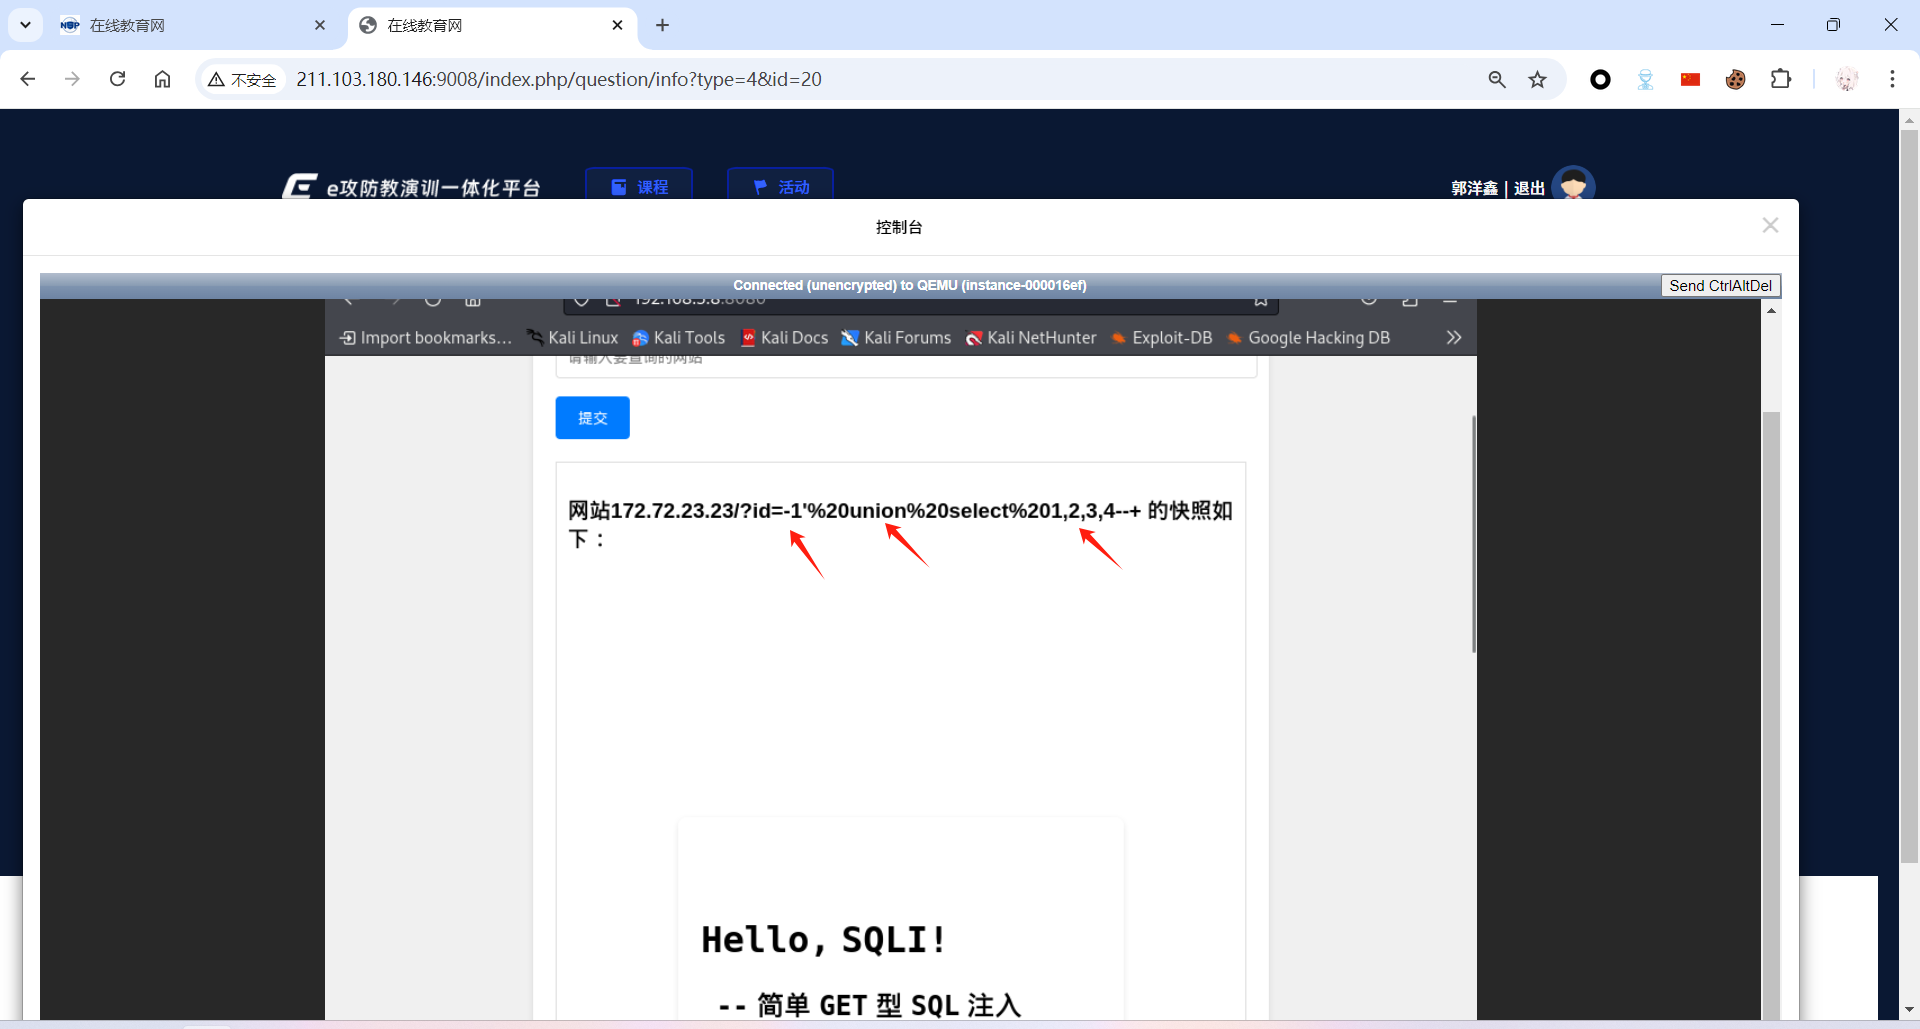 在线教育网
在线教育网
不安全 211.103.180.146:9008/index.php/question/info?type=4&id=20
e攻防教演训一体化平台 课程 活动 郭洋鑫 | 退出
控制台
Connected (unencrypted) to QEMU (instance-000016ef) Send CtrlAltDel
192.168.5.8:8080
Import bookmarks... Kali Linux Kali Tools Kali Docs Kali Forums Kali NetHunter Exploit-DB Google Hacking DB
请输入要查询的网站
提交
网站172.72.23.23/?id=-1'%20union%20select%201,2,3,4--+ 的快照如
下：
Hello, SQLI!
-- 简单 GET 型 SQL 注入